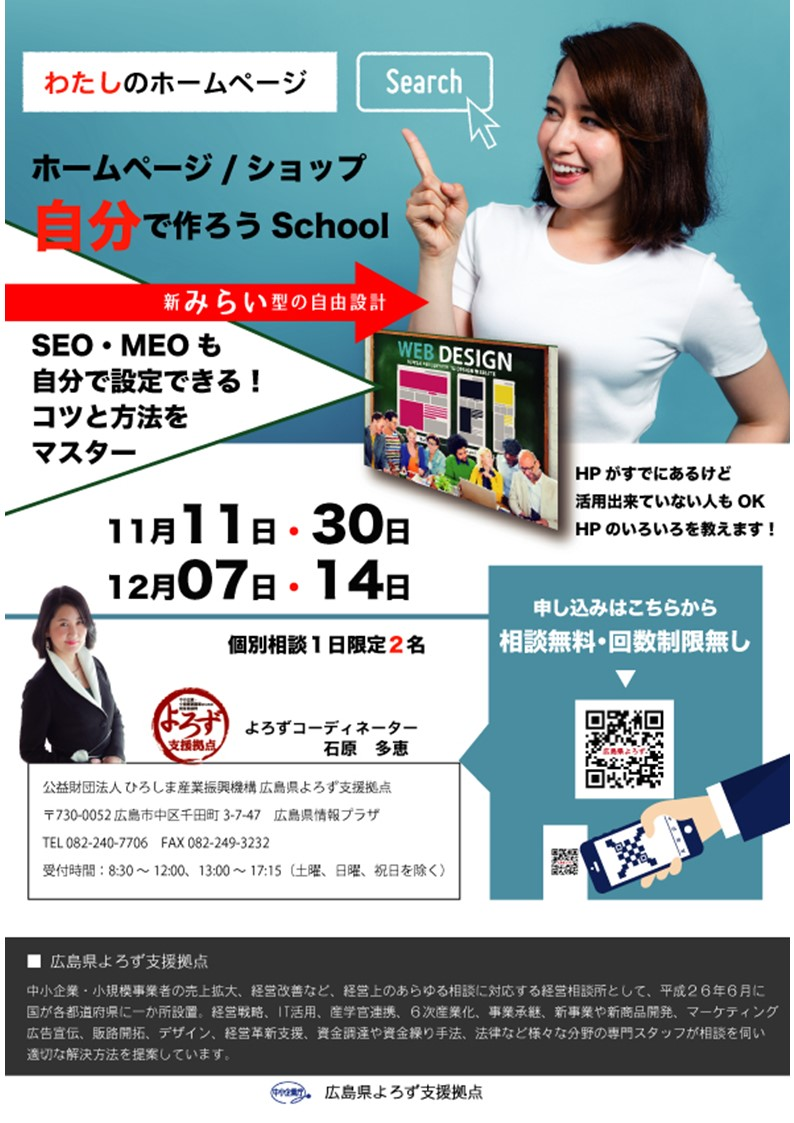 わたしのホームページ
Search
ホームページ / ショップ
自分で作ろう School
新みらい型の自由設計
SEO・MEO も
自分で設定できる！
コツと方法を
マスター
WEB DESIGN
HP がすでにあるけど
活用出来ていない人も OK
HP のいろいろを教えます！
11月11日・30日
12月07日・14日
個別相談１日限定２名
申し込みはこちらから
相談無料・回数制限無し
広島県よろず
よろず
支援拠点
よろずコーディネーター
石原　多恵
公益財団法人 ひろしま産業振興機構 広島県よろず支援拠点
〒730-0052 広島市中区千田町 3-7-47　広島県情報プラザ
TEL 082-240-7706　FAX 082-249-3232
受付時間：8:30 ～ 12:00、13:00 ～ 17:15（土曜、日曜、祝日を除く）
■ 広島県よろず支援拠点
中小企業・小規模事業者の売上拡大、経営改善など、経営上のあらゆる相談に対応する経営相談所として、平成２６年６月に
国が各都道府県に一か所設置。経営戦略、IT活用、産学官連携、６次産業化、事業承継、新事業や新商品開発、マーケティング
広告宣伝、販路開拓、デザイン、経営革新支援、資金調達や資金繰り手法、法律など様々な分野の専門スタッフが相談を伺い
適切な解決方法を提案しています。
中小企業庁
広島県よろず支援拠点